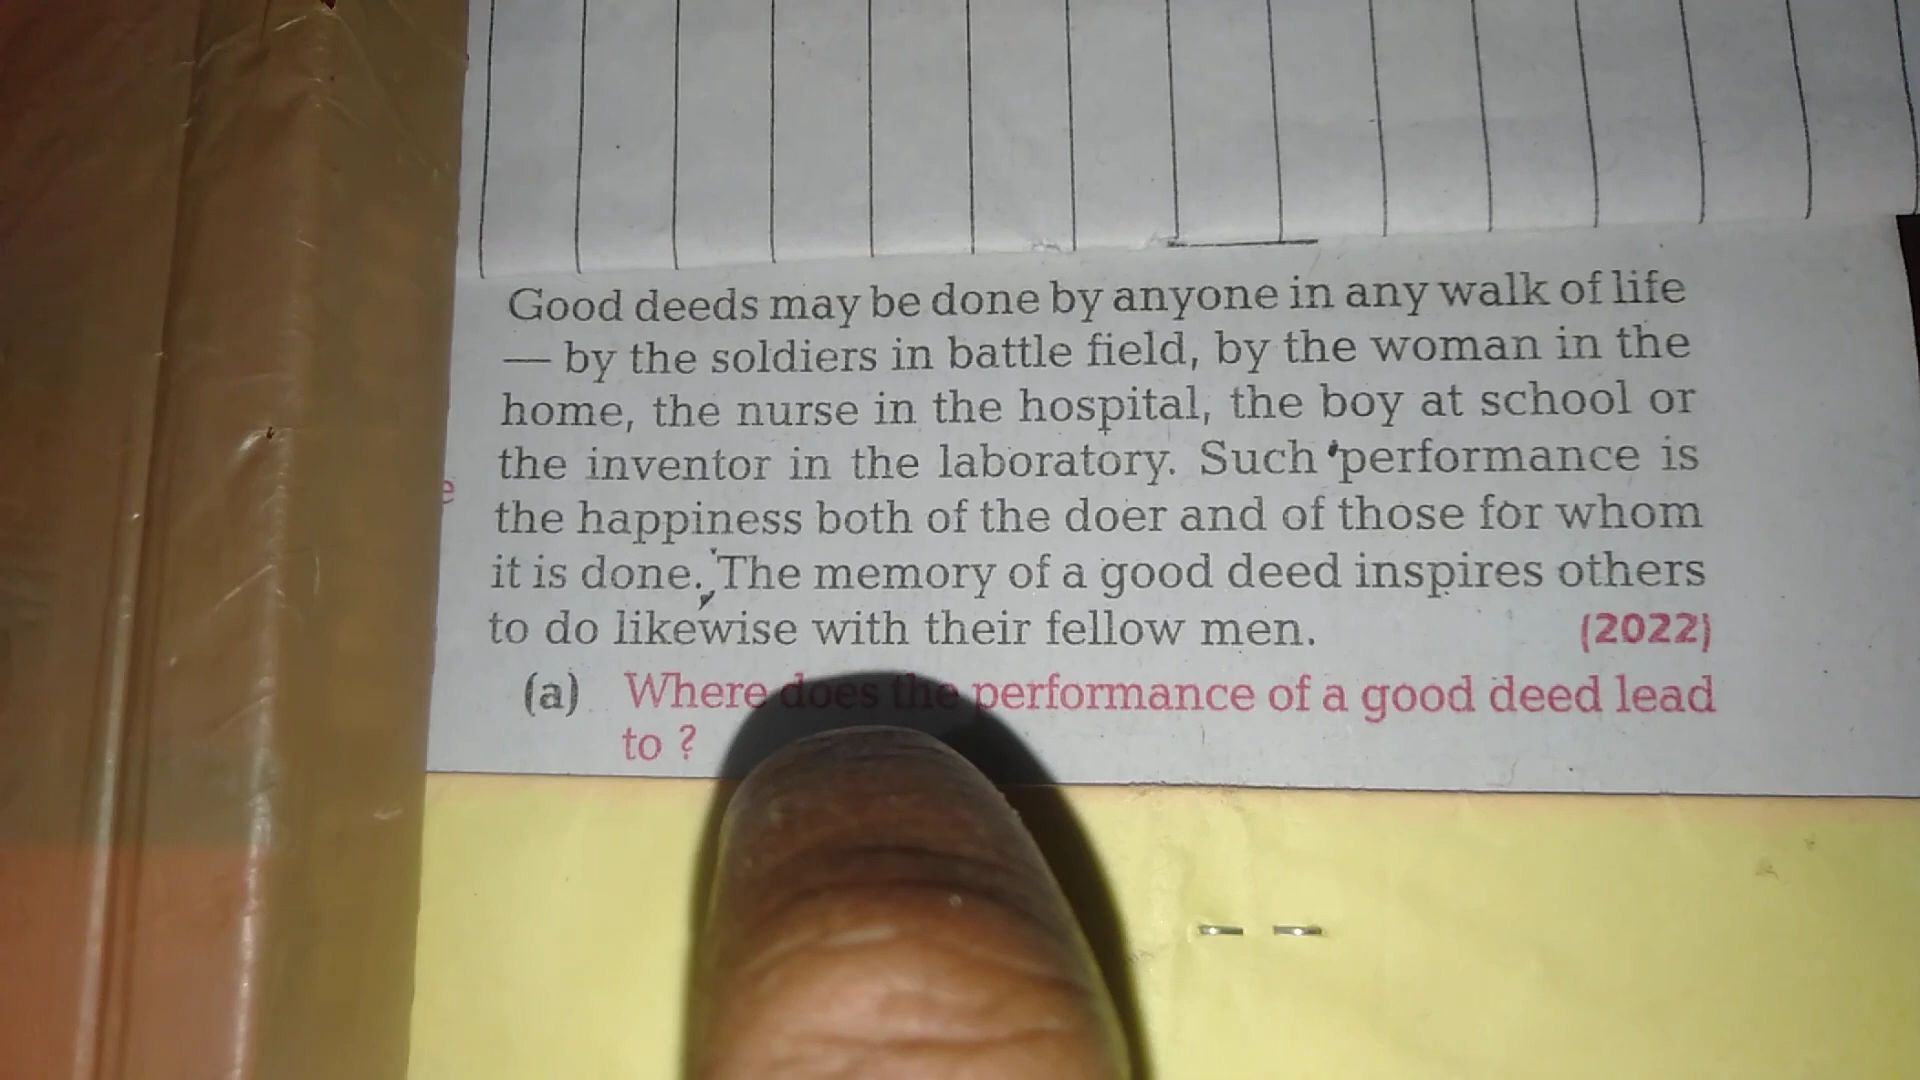 Good deeds may be done by anyone in any walk of life
— by the soldiers in battle field, by the woman in the
home, the nurse in the hospital, the boy at school or
the inventor in the laboratory. Such performance is
the happiness both of the doer and of those for whom
it is done. The memory of a good deed inspires others
to do likewise with their fellow men. (2022)
(a) Where does the performance of a good deed lead
to ?